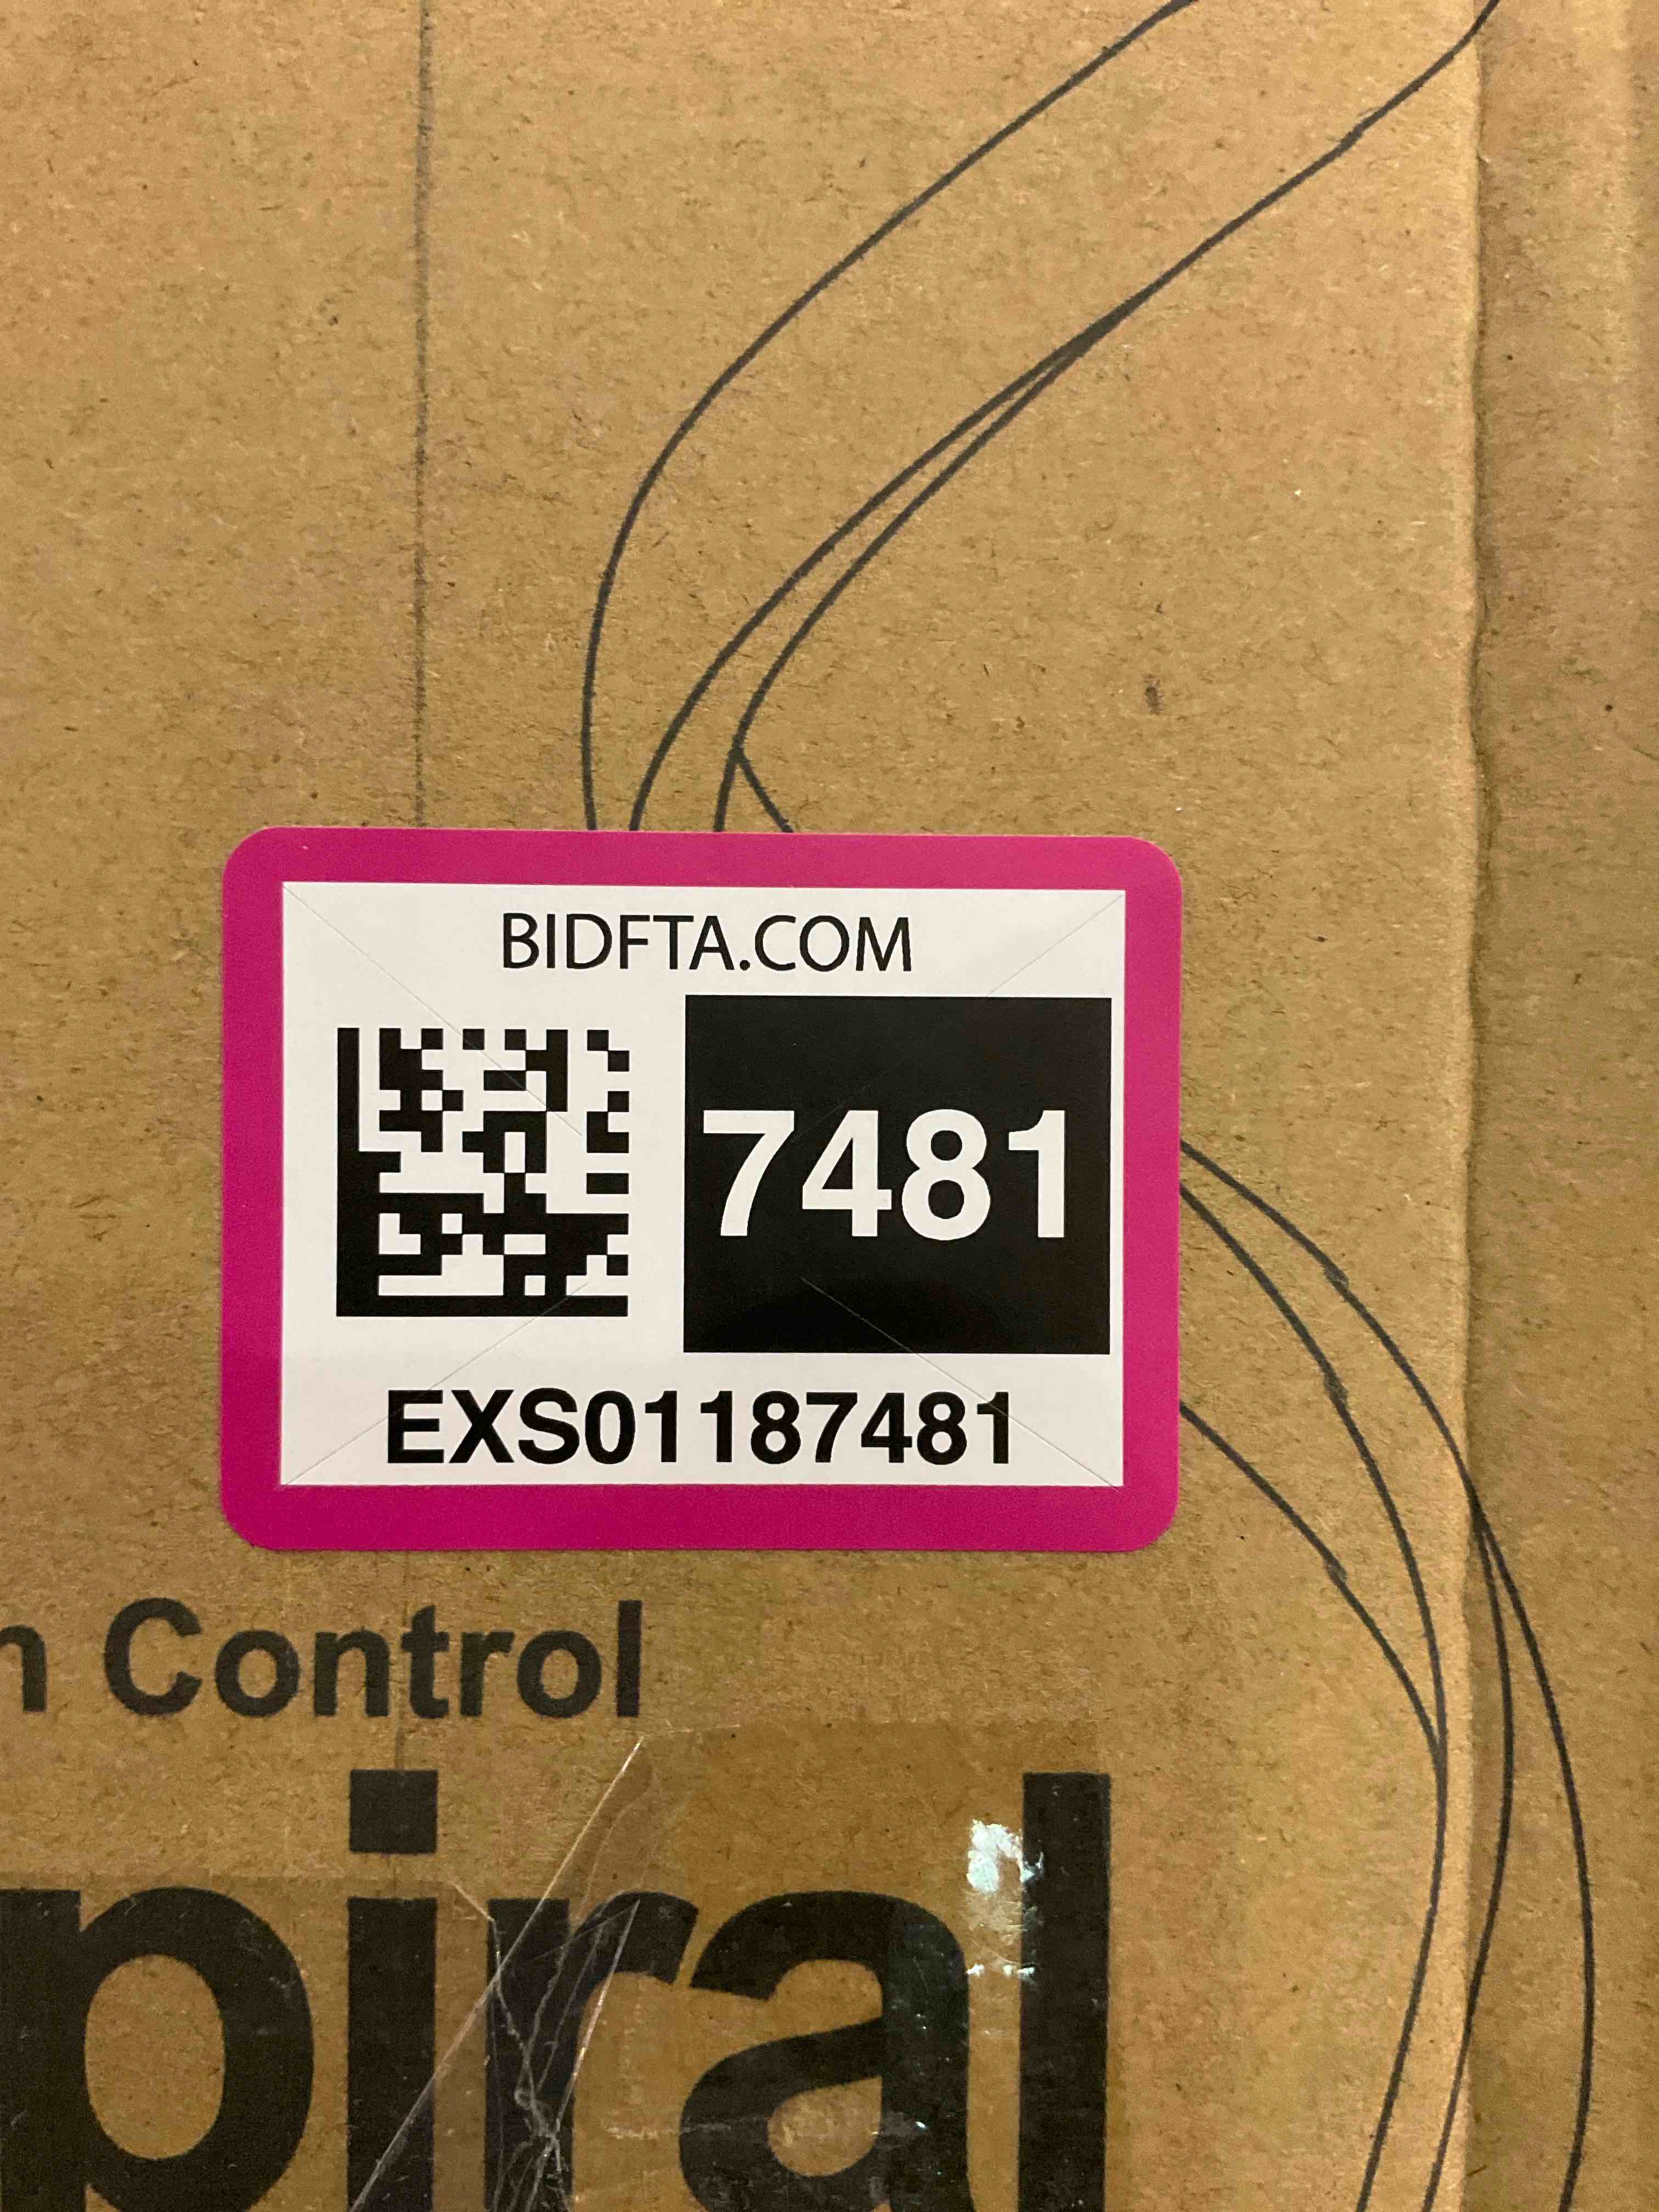 BIDFTA.COM
7481
EXS01187481
n Control
piral